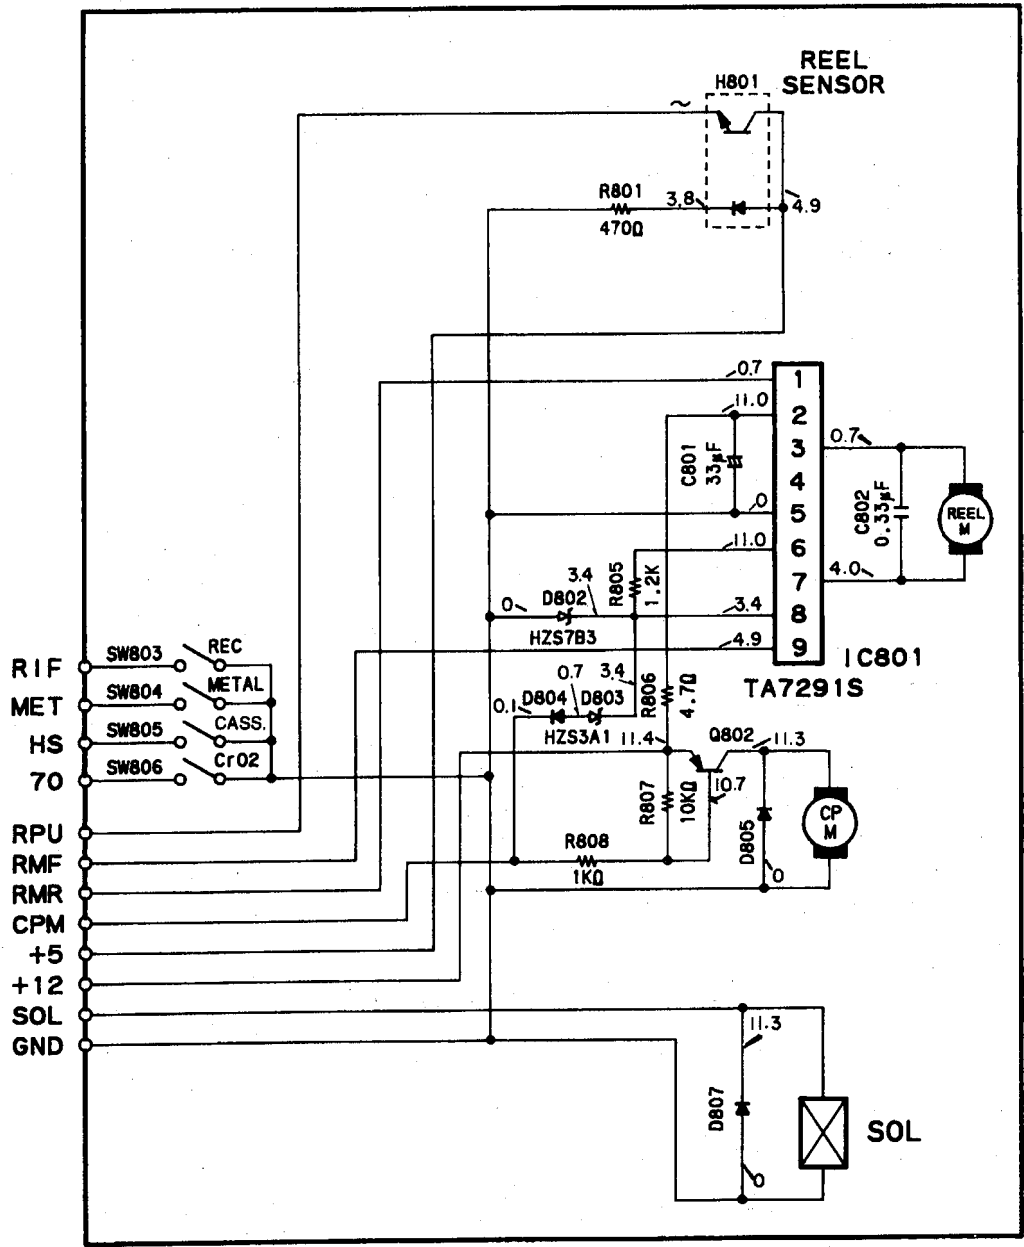 REEL
SENSOR
H801
~
R801
470Ω
3.8
4.9
0.7
1
11.0
2
C801
33µF
0.7
3
4
0
5
C802
0.33µF
REEL
M
11.0
6
4.0
7
R805
1.2K
3.4
D802
0
HZS7B3
3.4
8
4.9
9
IC801
TA7291S
RIF
SW803
REC
MET
SW804
METAL
HS
SW805
CASS.
70
SW806
CrO2
0.7
3.4
0.1
D804
D803
HZS3A1
R806
4.7Ω
11.4
Q802
11.3
10.7
R807
10KΩ
D805
0
CP
M
R808
1KΩ
RPU
RMF
RMR
CPM
+5
+12
SOL
GND
11.3
D807
0
SOL